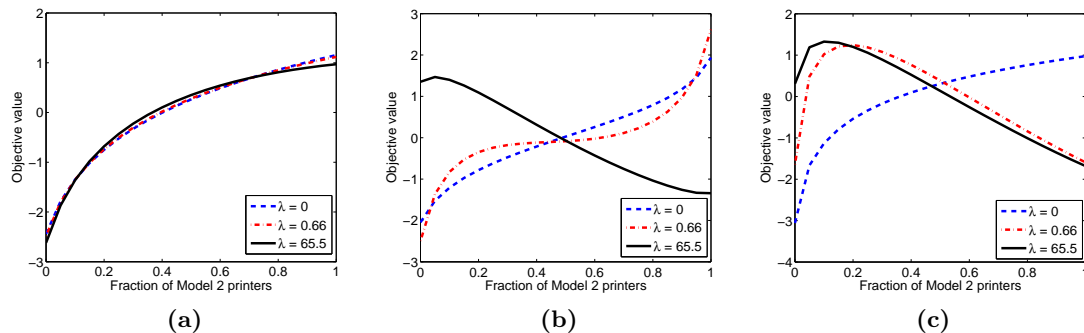 2
1
0
−1
−2
−3
Objective value
0 0.2 0.4 0.6 0.8 1
Fraction of Model 2 printers
λ = 0
λ = 0.66
λ = 65.5
(a)
3
2
1
0
−1
−2
−3
Objective value
0 0.2 0.4 0.6 0.8 1
Fraction of Model 2 printers
λ = 0
λ = 0.66
λ = 65.5
(b)
2
1
0
−1
−2
−3
−4
Objective value
0 0.2 0.4 0.6 0.8 1
Fraction of Model 2 printers
λ = 0
λ = 0.66
λ = 65.5
(c)